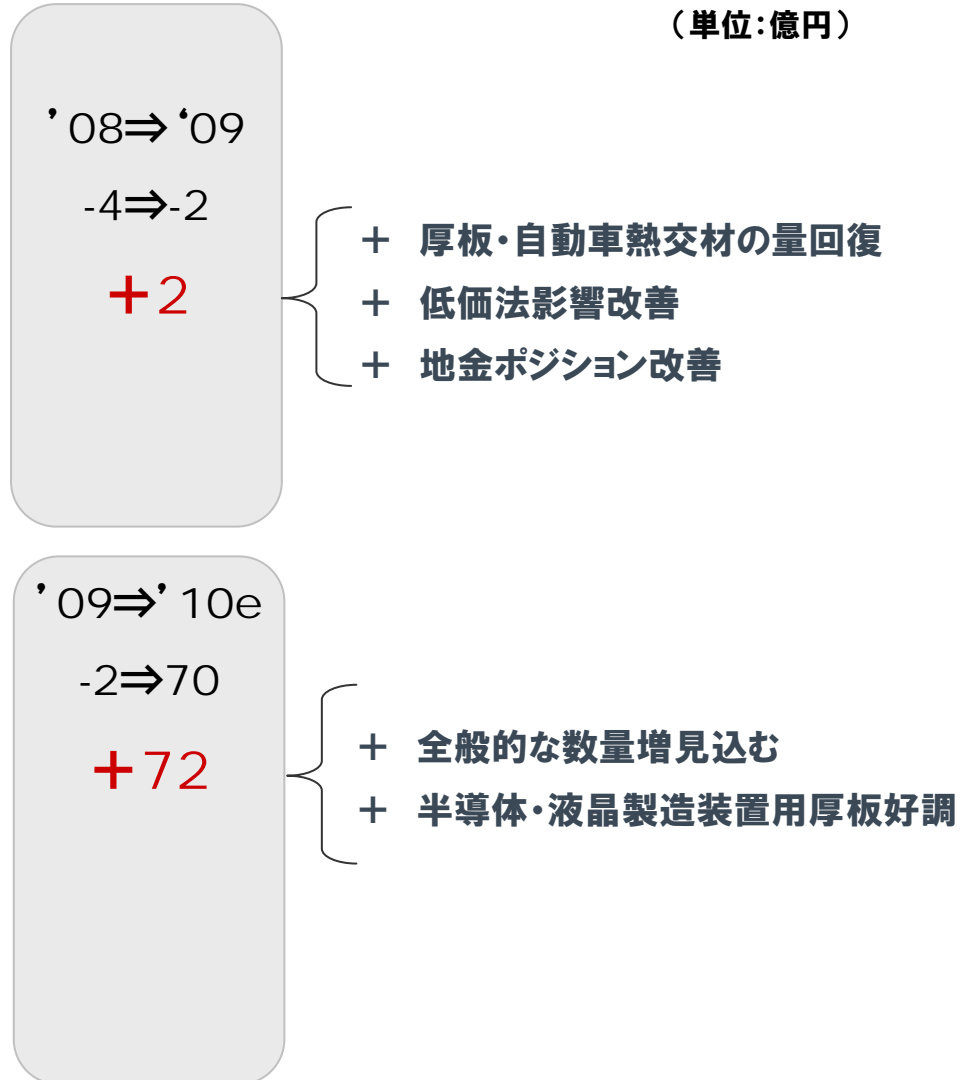 （単位：億円）
’08⇒‘09
-4⇒-2
＋2
＋ 厚板・自動車熱交材の量回復
＋ 低価法影響改善
＋ 地金ポジション改善
’09⇒’10e
-2⇒70
＋72
＋ 全般的な数量増見込む
＋ 半導体・液晶製造装置用厚板好調